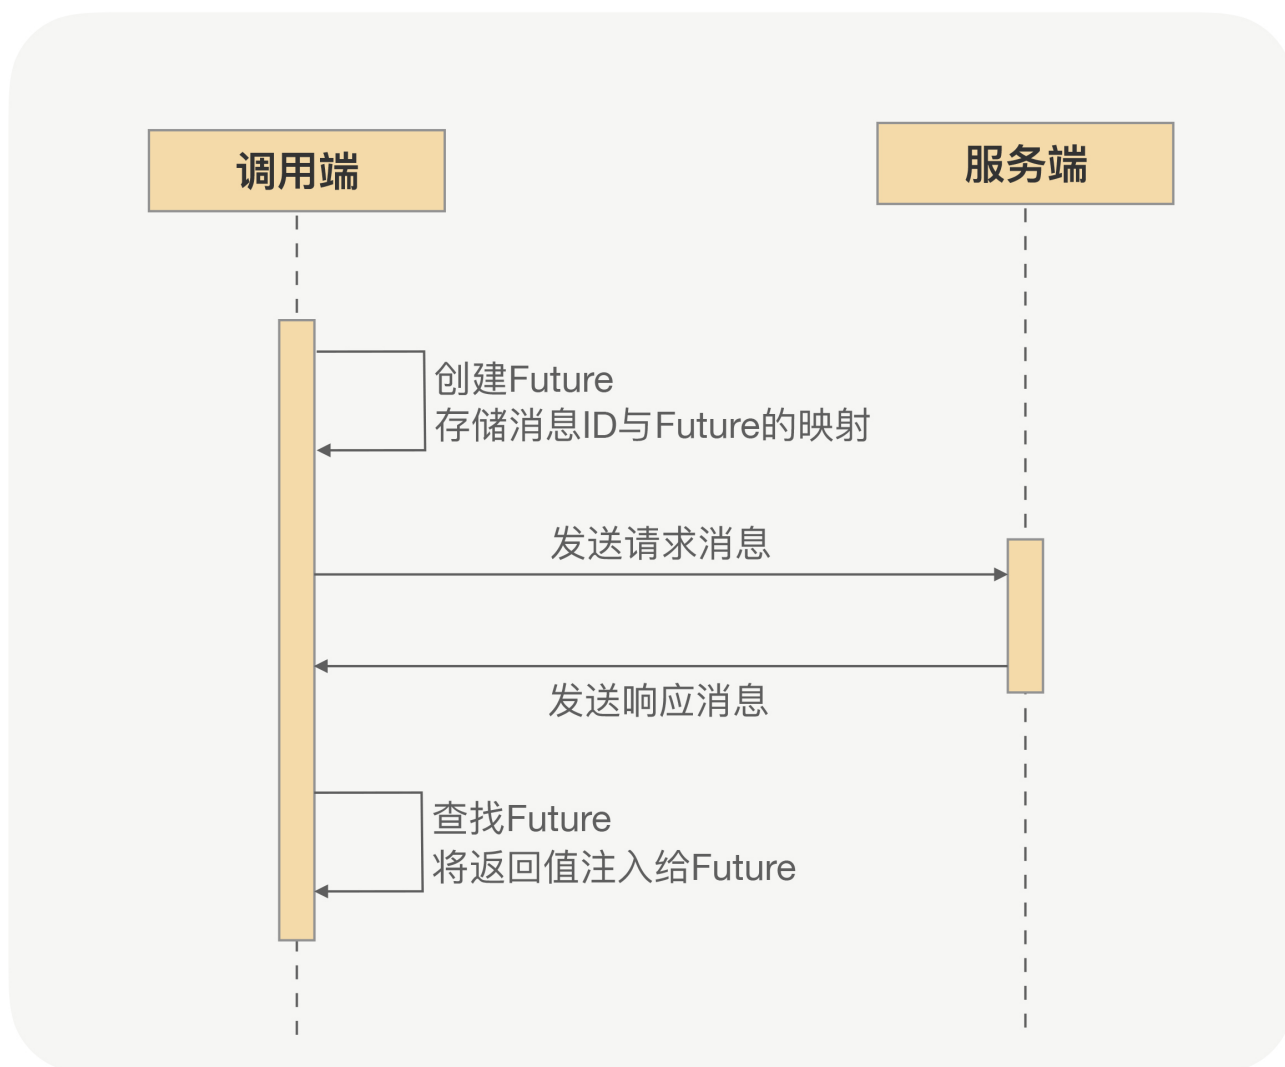 调用端
服务端
创建Future
存储消息ID与Future的映射
发送请求消息
发送响应消息
查找Future
将返回值注入给Future